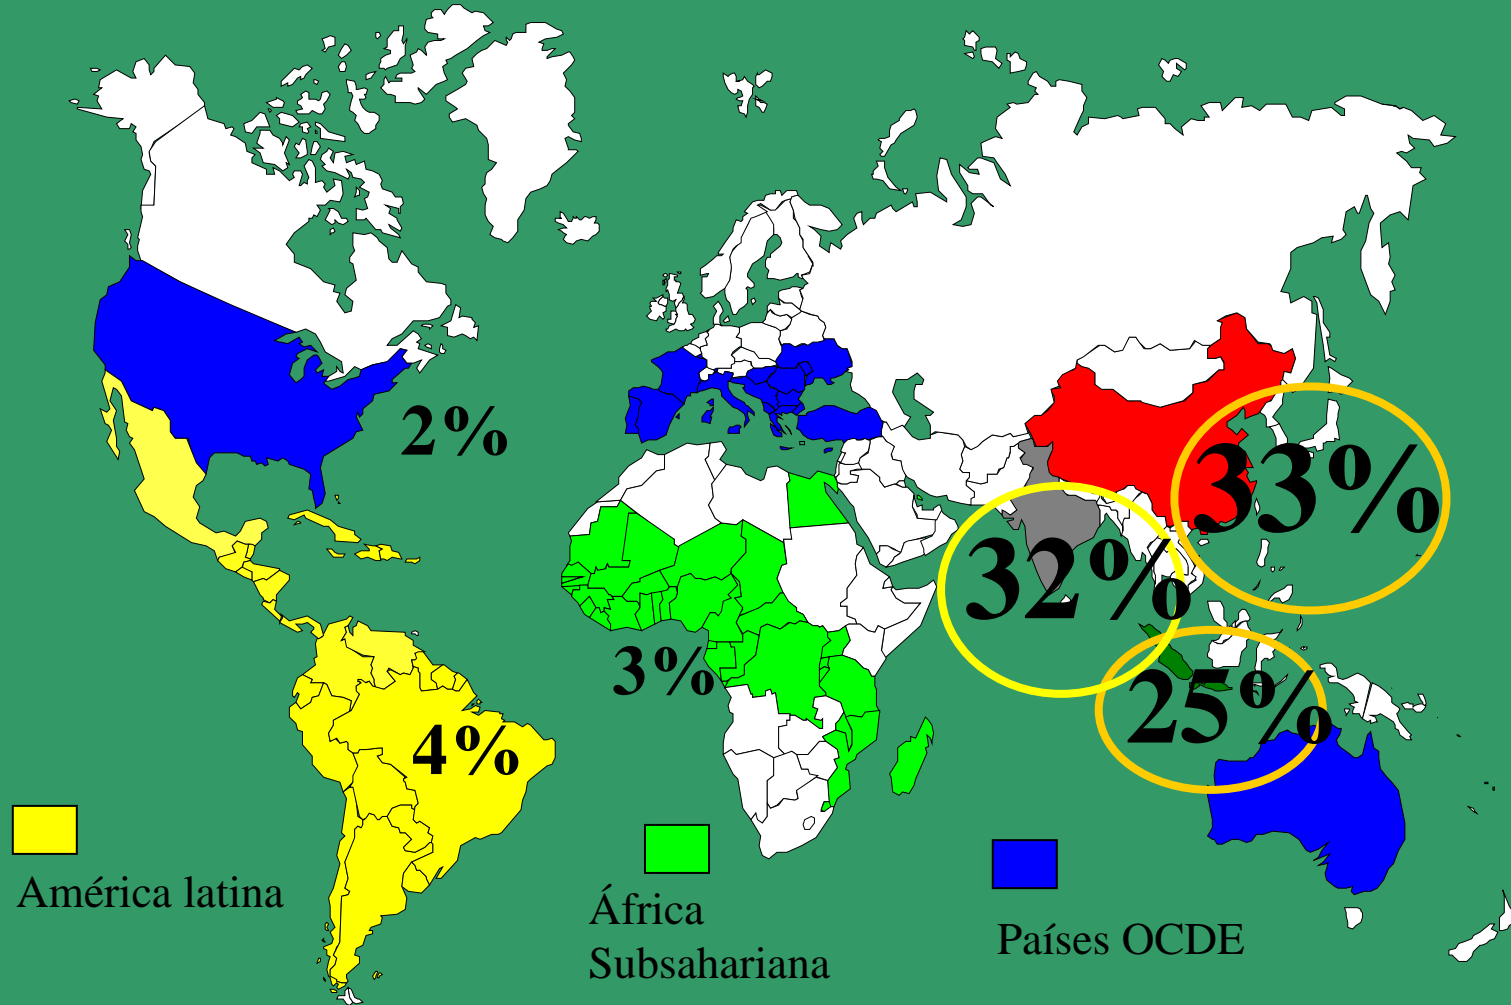 2%
33%
32%
3%
25%
4%
América latina
África
Subsahariana
Países OCDE